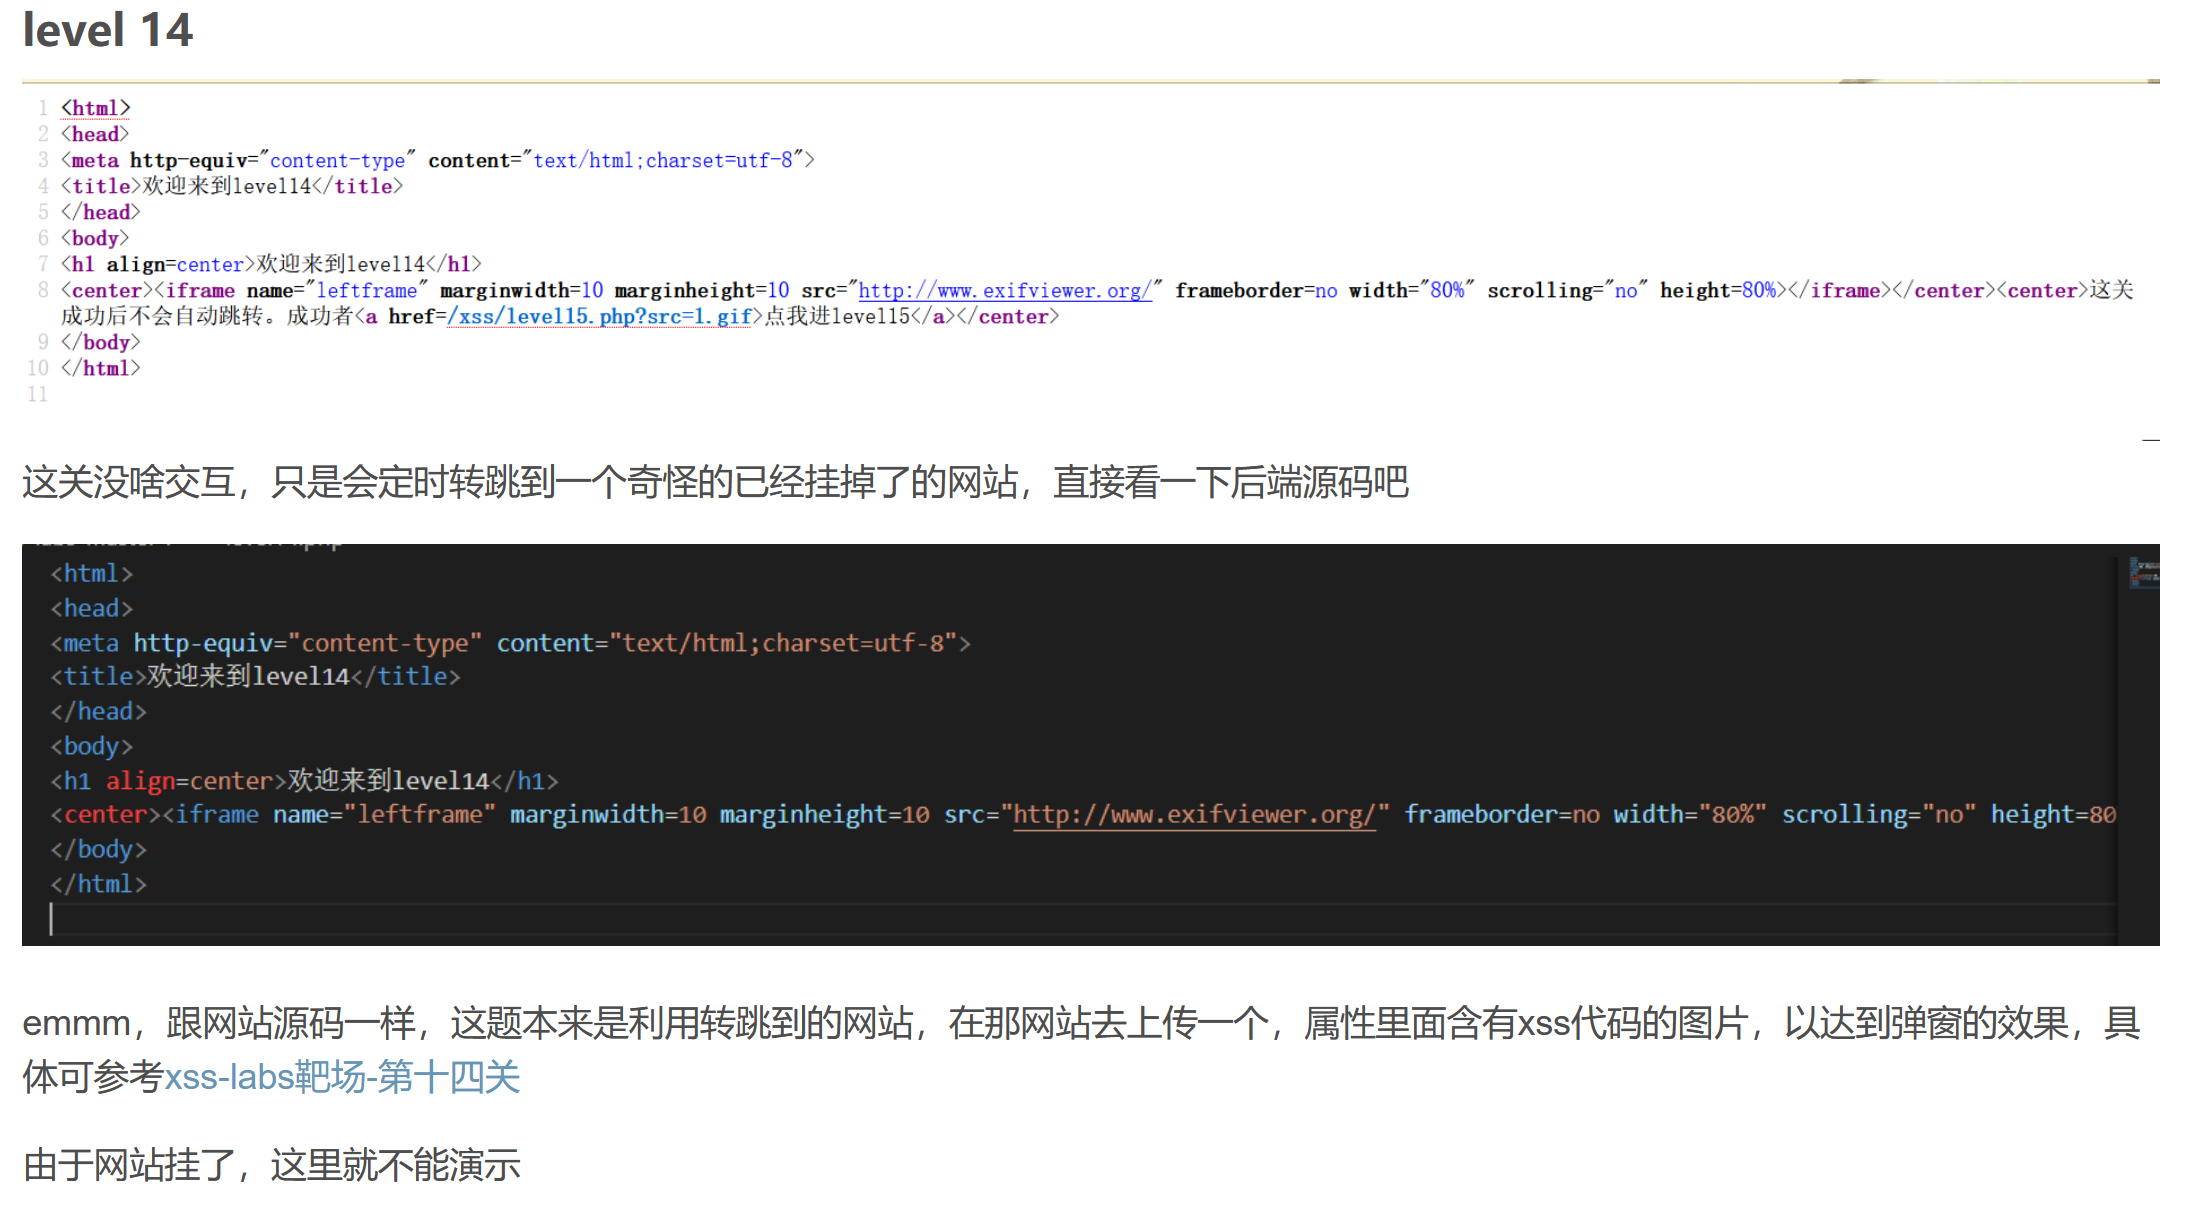 level 14
1 <html>
2 <head>
3 <meta http-equiv="content-type" content="text/html;charset=utf-8">
4 <title>欢迎来到level14</title>
5 </head>
6 <body>
7 <h1 align=center>欢迎来到level14</h1>
8 <center><iframe name="leftframe" marginwidth=10 marginheight=10 src="http://www.exifviewer.org/" frameborder=no width="80%" scrolling="no" height=80%></iframe></center><center>这关
成功后不会自动跳转。成功者<a href=/xss/level15.php?src=1.gif>点我进level15</a></center>
9 </body>
10 </html>
11
这关没啥交互，只是会定时转跳到一个奇怪的已经挂掉了的网站，直接看一下后端源码吧
<html>
<head>
<meta http-equiv="content-type" content="text/html;charset=utf-8">
<title>欢迎来到level14</title>
</head>
<body>
<h1 align=center>欢迎来到level14</h1>
<center><iframe name="leftframe" marginwidth=10 marginheight=10 src="http://www.exifviewer.org/" frameborder=no width="80%" scrolling="no" height=80
</body>
</html>
emmm，跟网站源码一样，这题本来是利用转跳到的网站，在那网站去上传一个，属性里面含有xss代码的图片，以达到弹窗的效果，具
体可参考xss-labs靶场-第十四关
由于网站挂了，这里就不能演示